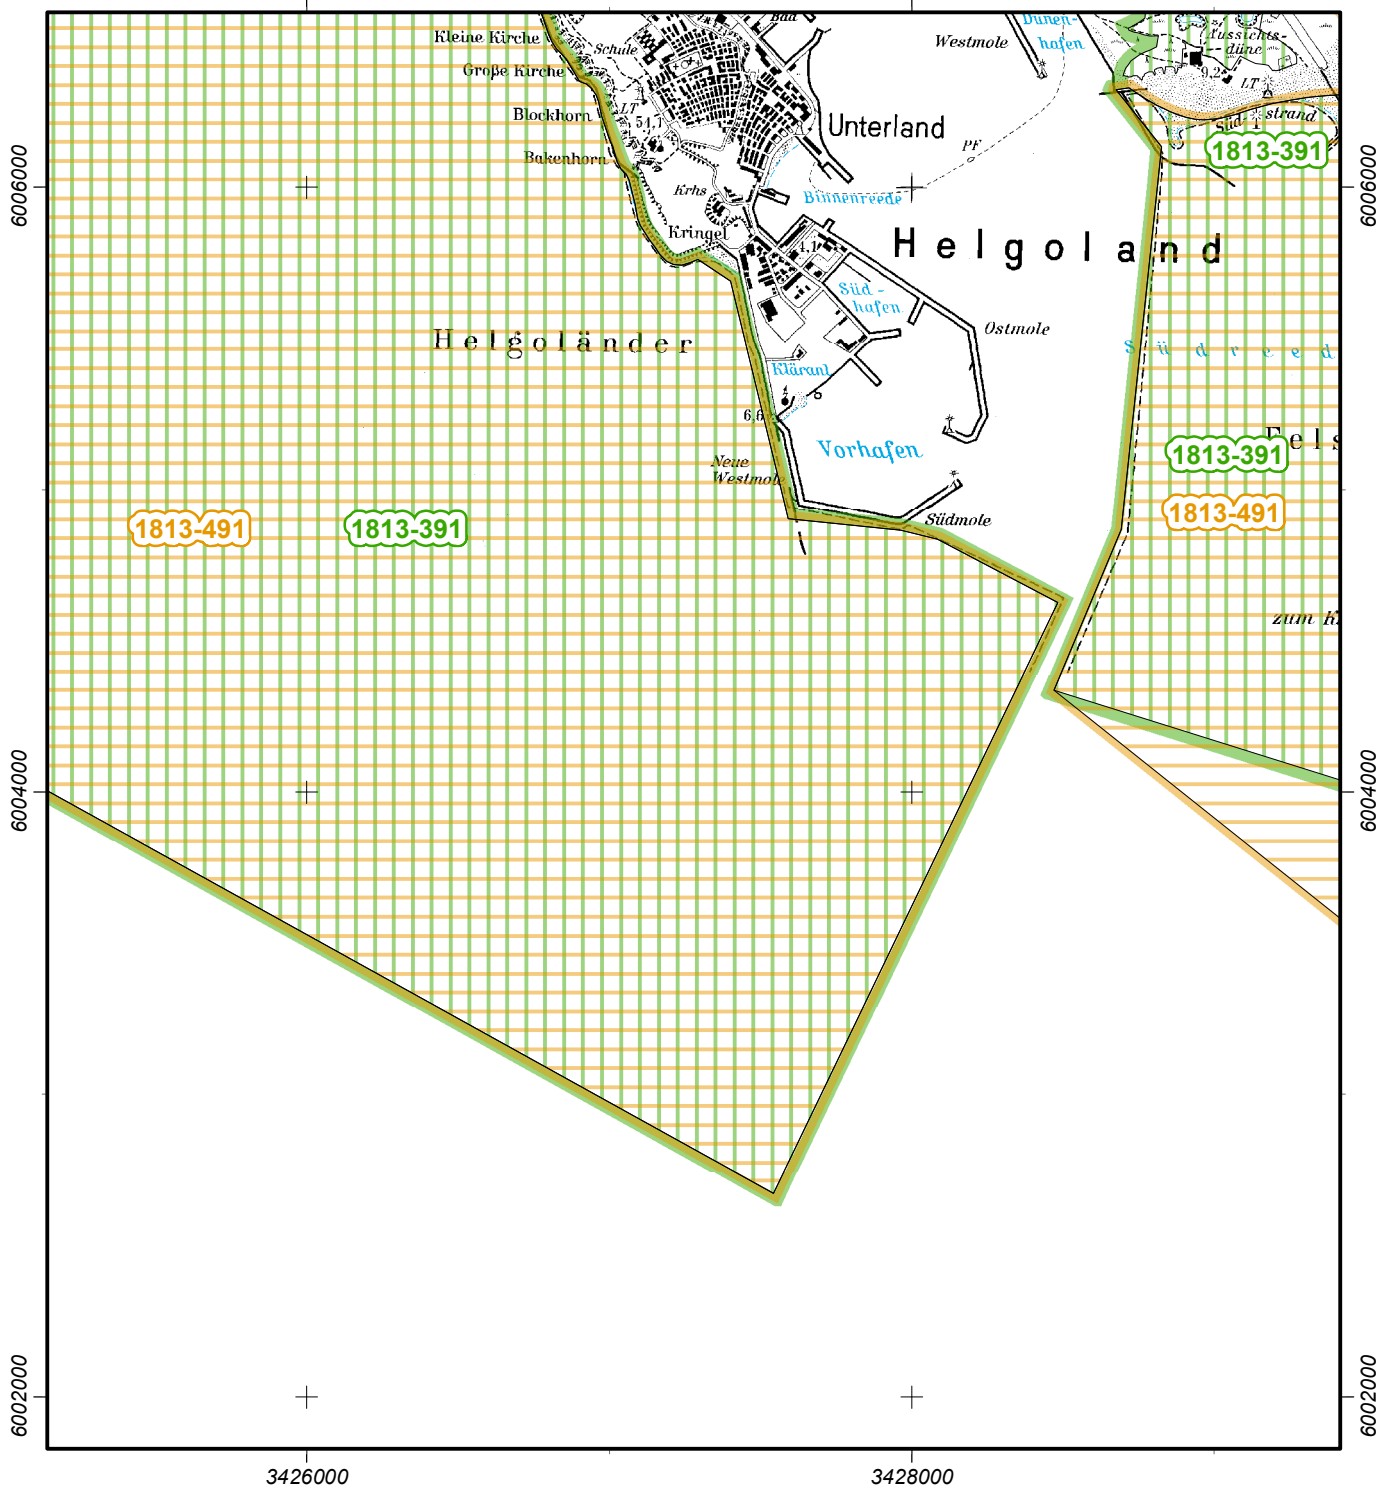 Bad
Dünen-
hafen
Kleine Kirche
Schule
Westmole
Aussichts-
düne
Große Kirche
9,2
LT
LT
Blockhorn
54,1
Unterland
Süd
strand
Bakenhorn
PF
1813-391
6006000
6006000
Krhs
Binnenreede
Kringel
4,1
Helgoland
Süd-
hafen
Ostmole
Helgoländer
Südreed
Kläranl
6,6
Fels
Vorhafen
1813-391
Neue
Westmole
1813-491
1813-391
1813-491
Südmole
zum K
6004000
6004000
6002000
6002000
3426000
3428000